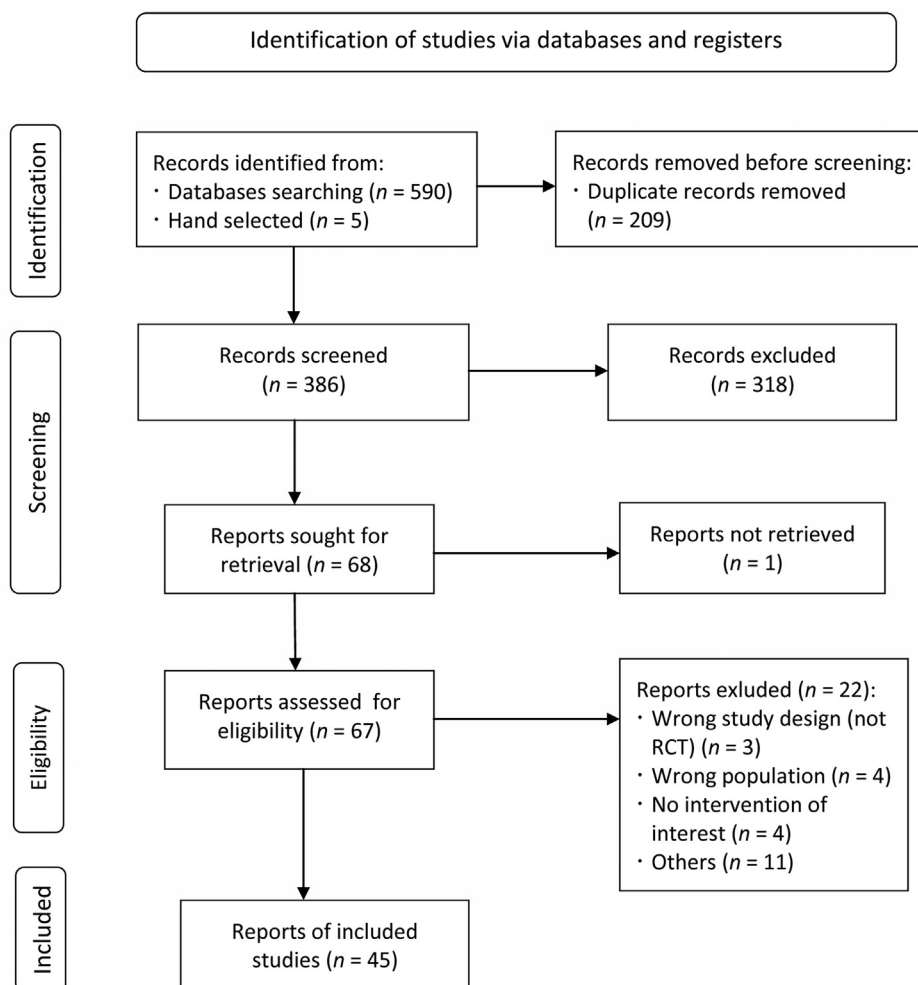 Identification of studies via databases and registers
Identification
Records identified from:
· Databases searching (n = 590)
· Hand selected (n = 5)
Records removed before screening:
· Duplicate records removed
(n = 209)
Screening
Records screened
(n = 386)
Records excluded
(n = 318)
Reports sought for
retrieval (n = 68)
Reports not retrieved
(n = 1)
Eligibility
Reports assessed  for
eligibility (n = 67)
Reports exluded (n = 22):
· Wrong study design (not
RCT) (n = 3)
· Wrong population (n = 4)
· No intervention of
interest (n = 4)
· Others (n = 11)
Included
Reports of included
studies (n = 45)